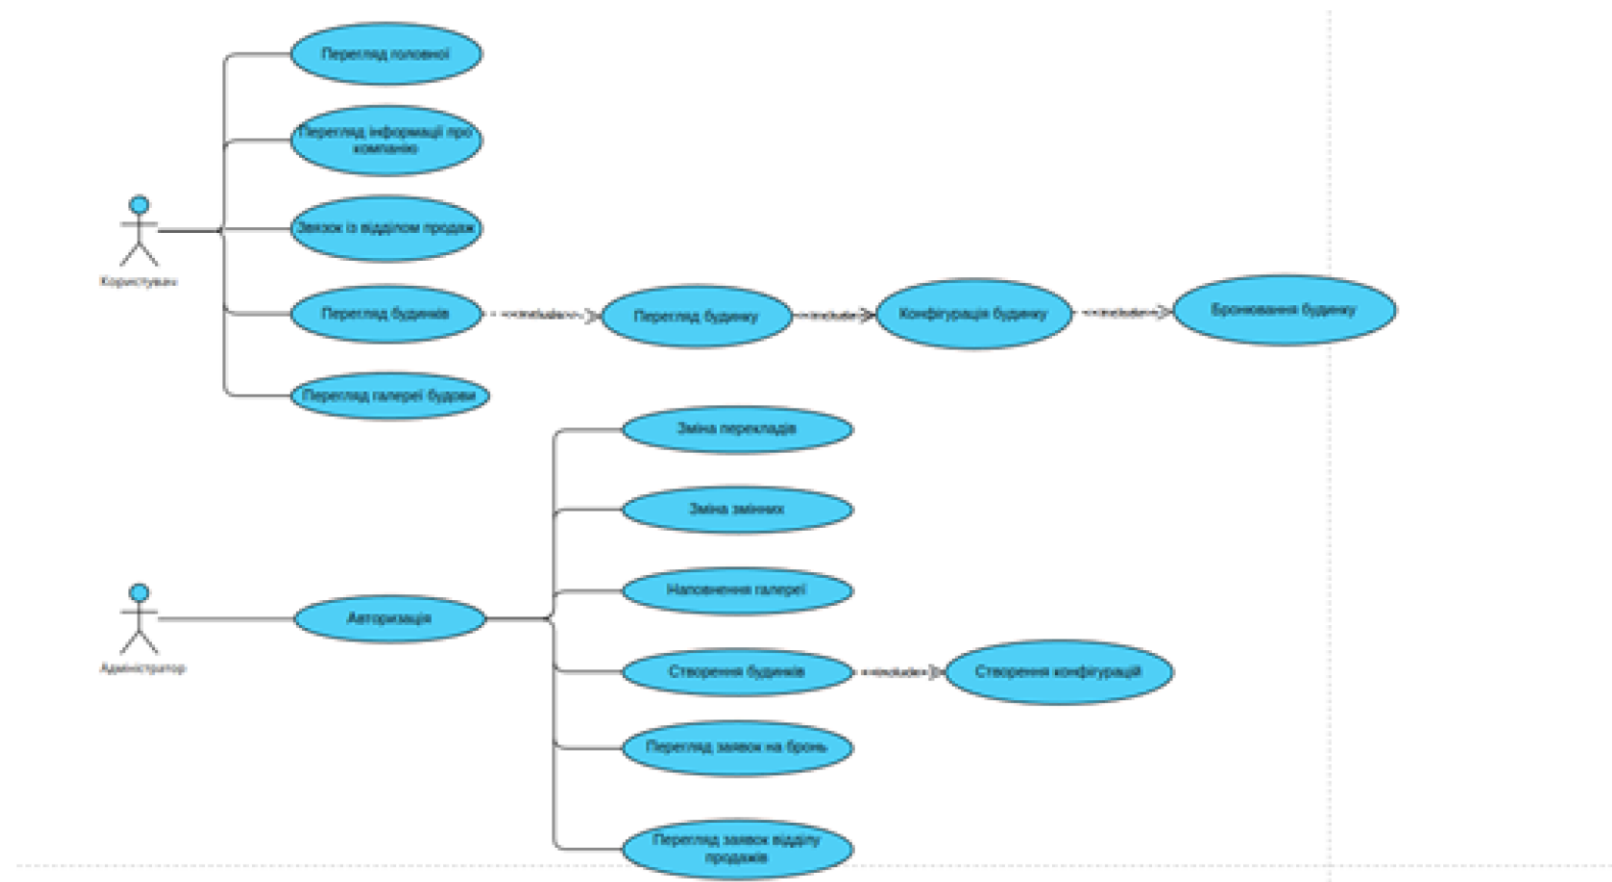 Перегляд головної
Перегляд інформації про
компанію
Звязок із відділом продаж
Користувач
Перегляд будинків
<<include>>
Перегляд будинку
<<include>>
Конфігурація будинку
<<include>>
Бронювання будинку
Перегляд галереї будови
Зміна перекладів
Зміна змінних
Наповнення галереї
Авторизація
Адміністратор
Створення будинків
<<include>>
Створення конфігурацій
Перегляд заявок на бронь
Перегляд заявок відділу
продажів